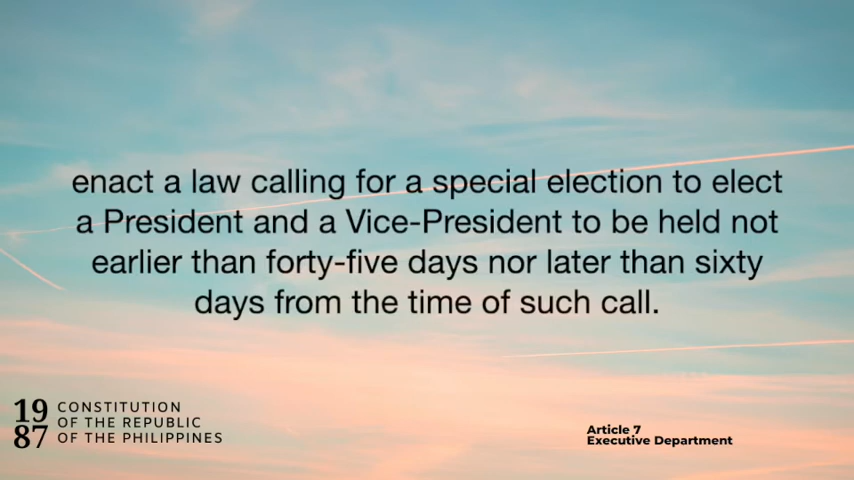 enact a law calling for a special election to elect
a President and a Vice-President to be held not
earlier than forty-five days nor later than sixty
days from the time of such call.
19
87
CONSTITUTION
OF THE REPUBLIC
OF THE PHILIPPINES
Article 7
Executive Department